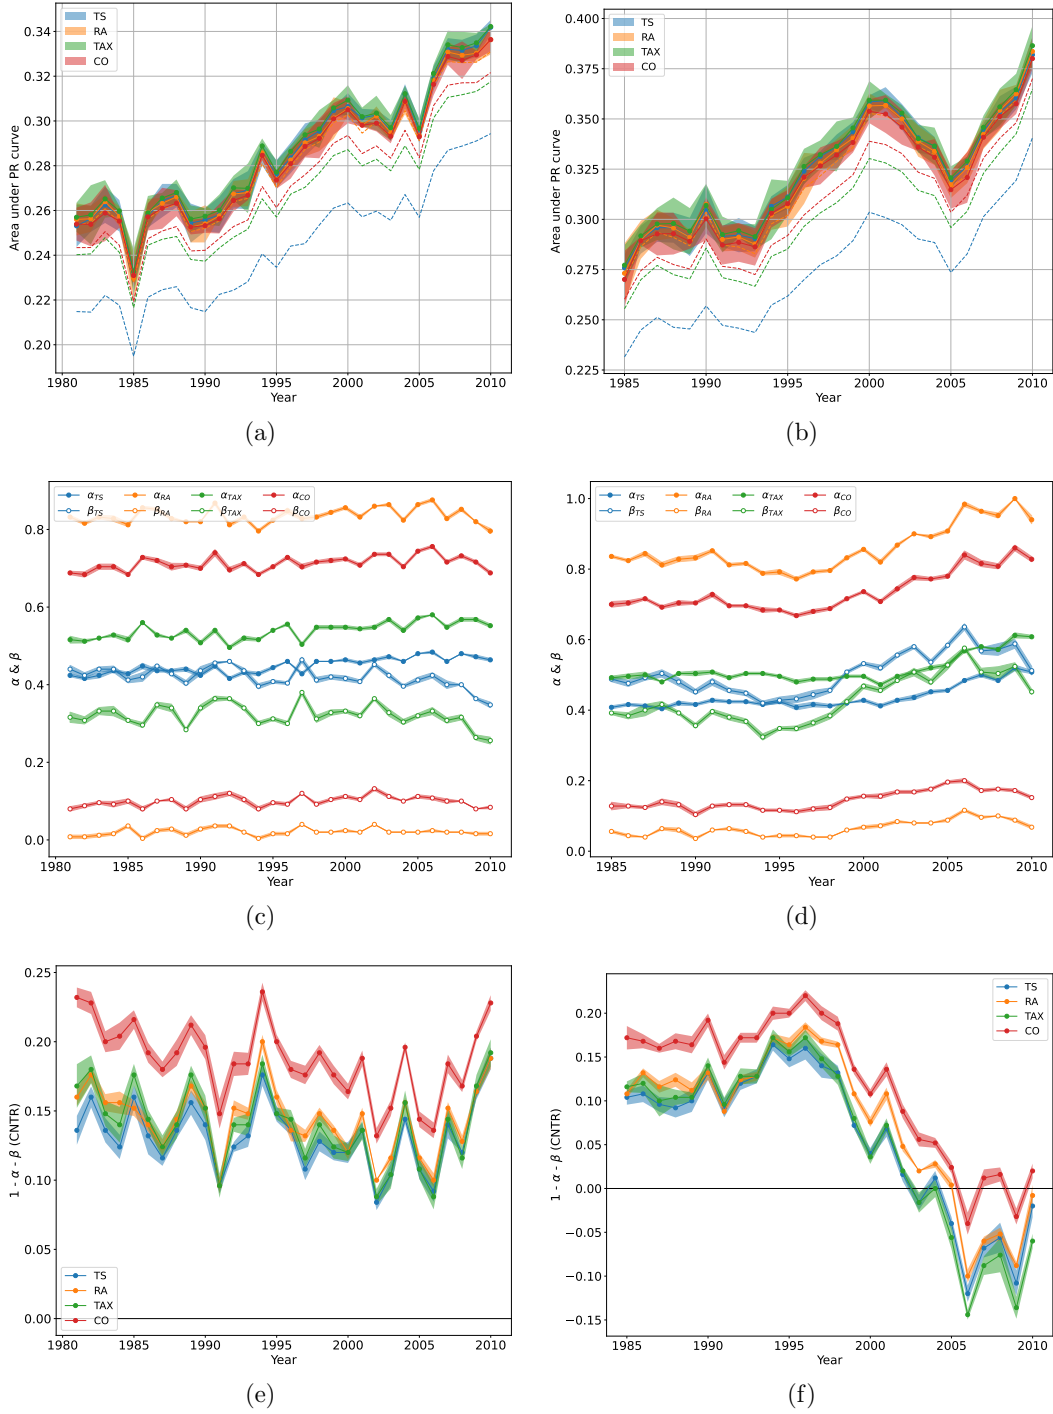 0.34
0.32
0.30
0.28
0.26
0.24
0.22
0.20
Area under PR curve
TS
RA
TAX
CO
1980 1985 1990 1995 2000 2005 2010
Year
(a)
0.400
0.375
0.350
0.325
0.300
0.275
0.250
0.225
Area under PR curve
TS
RA
TAX
CO
1985 1990 1995 2000 2005 2010
Year
(b)
α_TS α_RA α_TAX α_CO
β_TS β_RA β_TAX β_CO
0.8
0.6
0.4
0.2
0.0
α & β
1980 1985 1990 1995 2000 2005 2010
Year
(c)
α_TS α_RA α_TAX α_CO
β_TS β_RA β_TAX β_CO
1.0
0.8
0.6
0.4
0.2
0.0
α & β
1985 1990 1995 2000 2005 2010
Year
(d)
0.25
0.20
0.15
0.10
0.05
0.00
1 - α - β (CNTR)
TS
RA
TAX
CO
1980 1985 1990 1995 2000 2005 2010
Year
(e)
0.20
0.15
0.10
0.05
0.00
−0.05
−0.10
−0.15
1 - α - β (CNTR)
TS
RA
TAX
CO
1985 1990 1995 2000 2005 2010
Year
(f)